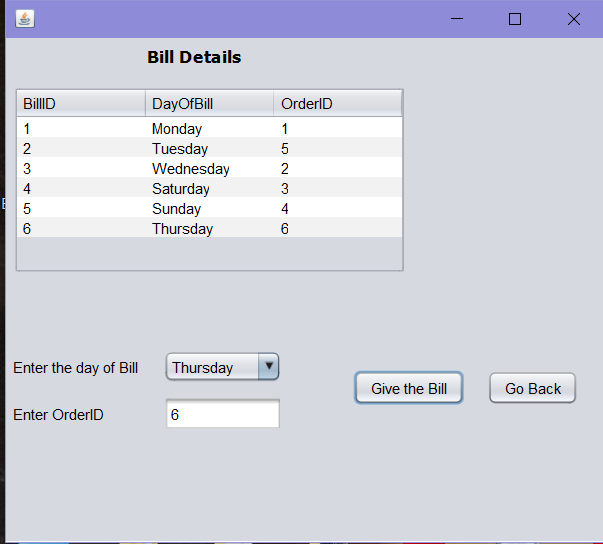 Bill Details
BillID DayOfBill OrderID
1 Monday 1
2 Tuesday 5
3 Wednesday 2
4 Saturday 3
5 Sunday 4
6 Thursday 6
Enter the day of Bill Thursday
Give the Bill Go Back
Enter OrderID 6